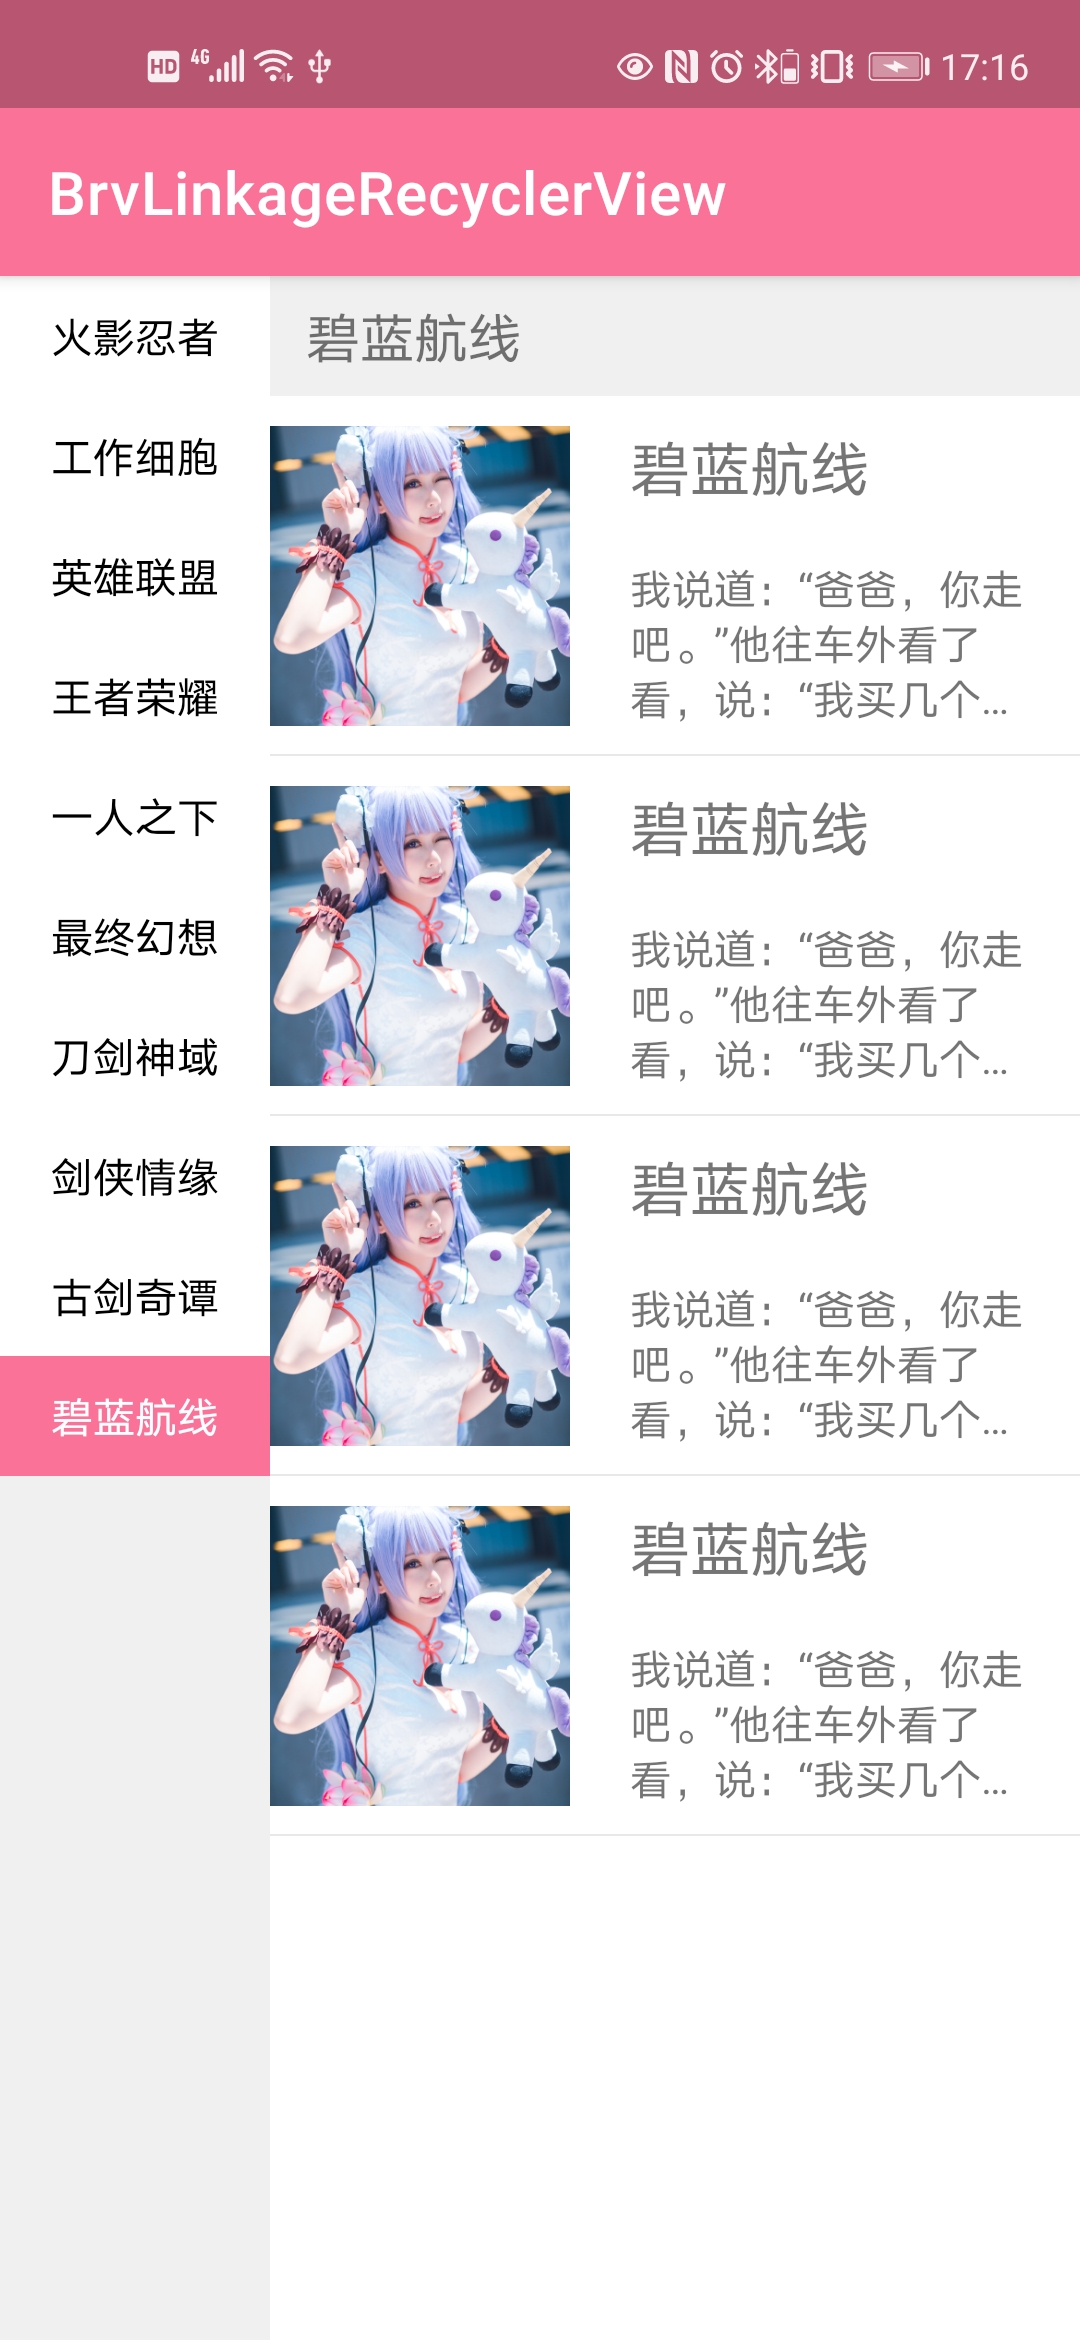 HD 4G 17:16
BrvLinkageRecyclerView
火影忍者
工作细胞
英雄联盟
王者荣耀
一人之下
最终幻想
刀剑神域
剑侠情缘
古剑奇谭
碧蓝航线
碧蓝航线
碧蓝航线
我说道：“爸爸，你走
吧。”他往车外看了
看，说：“我买几个...
碧蓝航线
我说道：“爸爸，你走
吧。”他往车外看了
看，说：“我买几个...
碧蓝航线
我说道：“爸爸，你走
吧。”他往车外看了
看，说：“我买几个...
碧蓝航线
我说道：“爸爸，你走
吧。”他往车外看了
看，说：“我买几个...